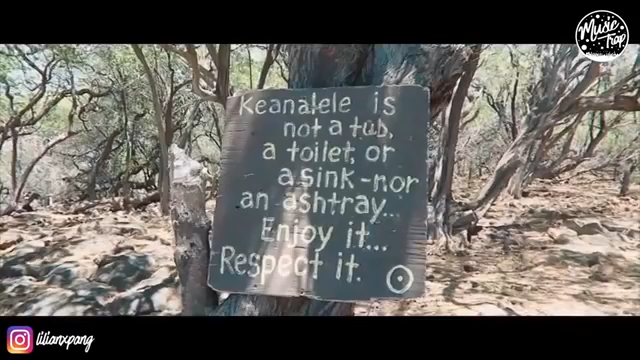 Music
trap
Keanalele is
not a tub,
a toilet, or
a sink-nor
an ashtray...
Enjoy it...
Respect it.
lilianxpang